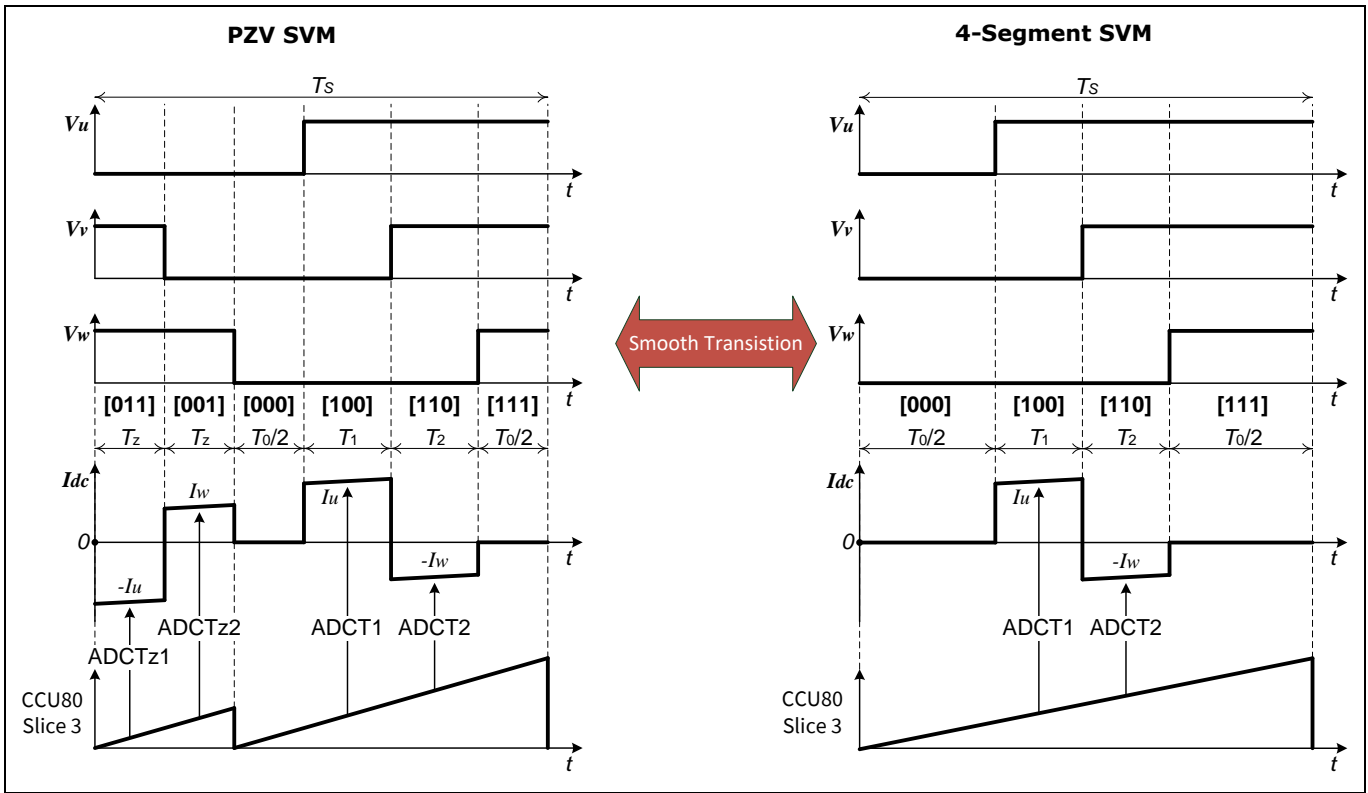 PZV SVM
4-Segment SVM
Ts
Ts
Vu
t
Vu
t
Vv
t
Vv
t
Vw
t
Vw
t
Smooth Transistion
[011] [001] [000] [100] [110] [111]
[000] [100] [110] [111]
Tz Tz T0/2 T1 T2 T0/2
T0/2 T1 T2 T0/2
Idc
Iw
Iu
-Iw
-Iu
0
t
Idc
Iu
-Iw
0
t
ADCTz1
ADCTz2
ADCT1
ADCT2
ADCT1
ADCT2
CCU80
Slice 3
t
CCU80
Slice 3
t